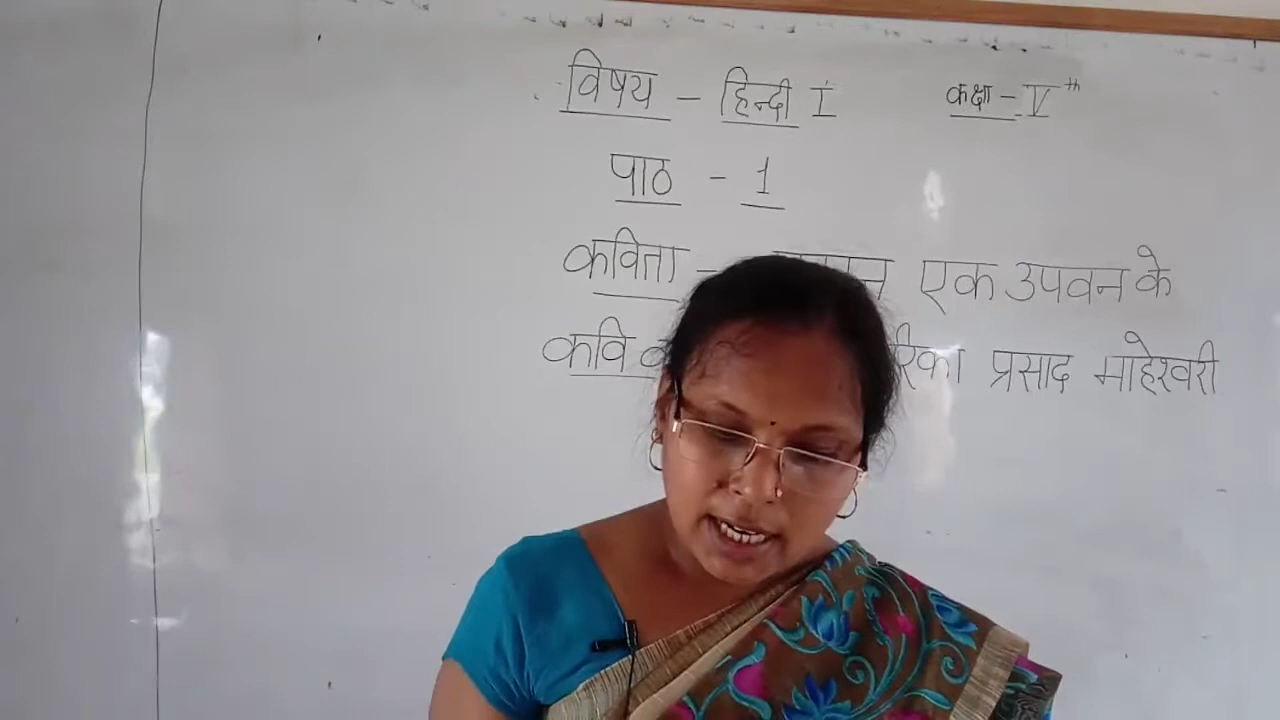 विषय - हिन्दी I कक्षा - V th
पाठ - 1
कविता - एक उपवन के
कवि प्रसाद माहेश्वरी